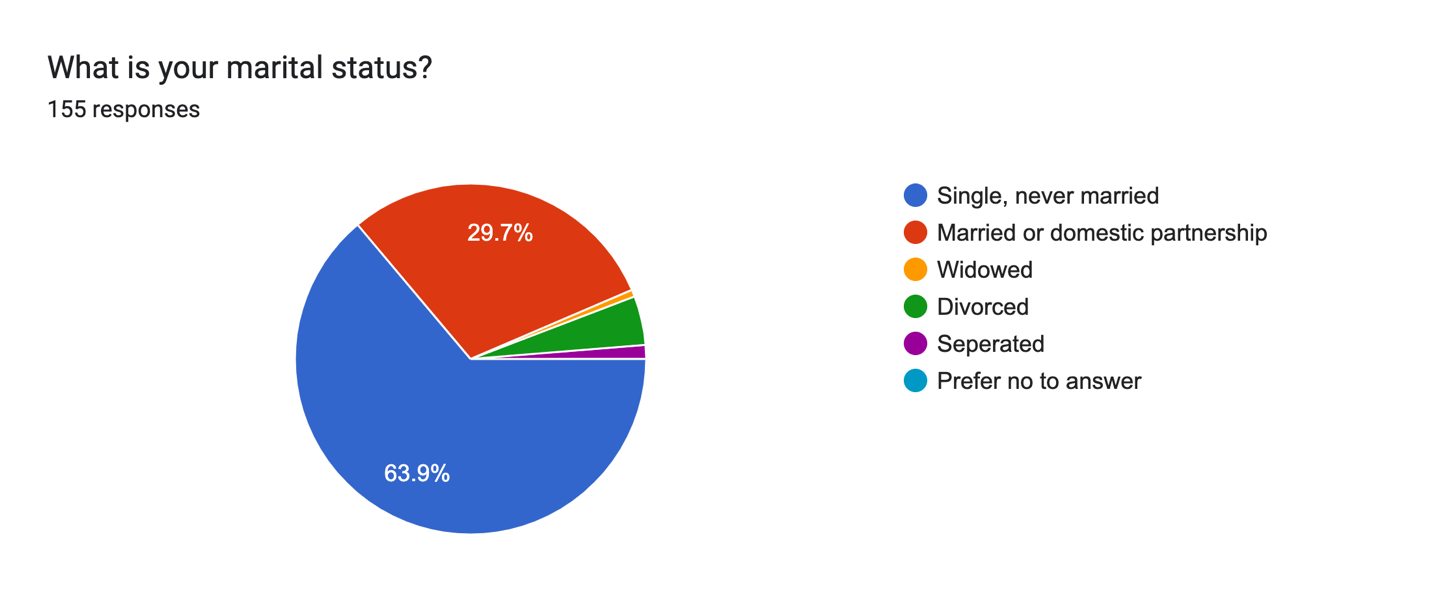 What is your marital status?
155 responses
29.7%
63.9%
Single, never married
Married or domestic partnership
Widowed
Divorced
Seperated
Prefer no to answer